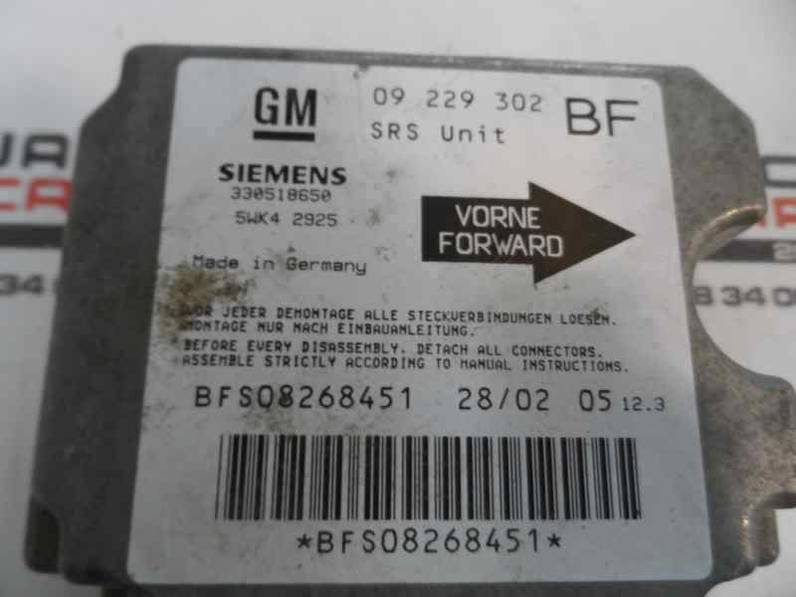 GM
09 229 302 BF
SRS Unit
SIEMENS
330518650
5WK4 2925
VORNE
FORWARD
Made in Germany
VOR JEDER DEMONTAGE ALLE STECKVERBINDUNGEN LOESEN.
MONTAGE NUR NACH EINBAUANLEITUNG.
BEFORE EVERY DISASSEMBLY. DETACH ALL CONNECTORS.
ASSEMBLE STRICTLY ACCORDING TO MANUAL INSTRUCTIONS.
BFS08268451 28/02 05 12.3
*BFS08268451*